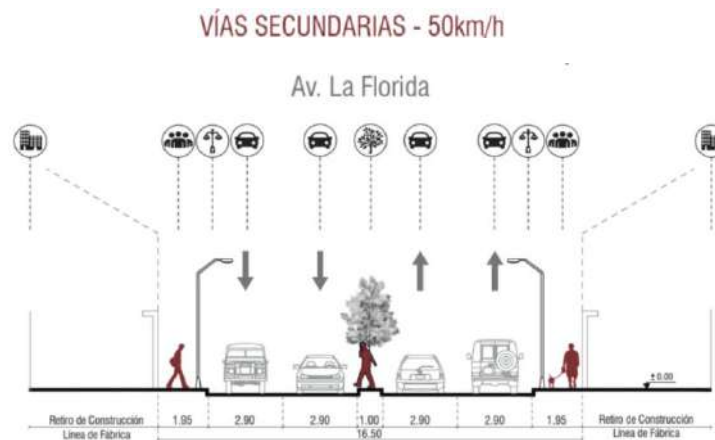 VÍAS SECUNDARIAS - 50km/h
Av. La Florida
± 0.00
Retiro de Construcción 1.95 2.90 2.90 1.00 2.90 2.90 1.95 Retiro de Construcción
Línea de Fábrica 16.50 Línea de Fábrica